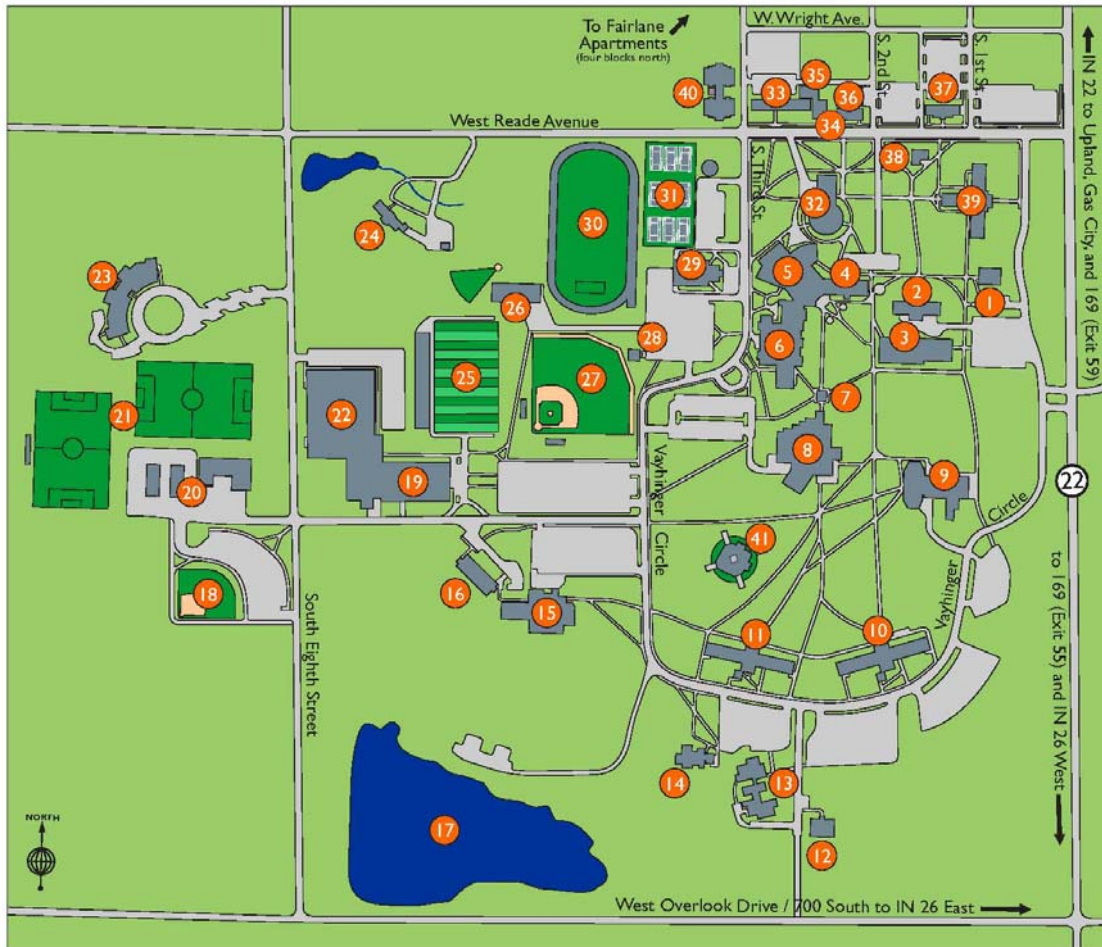 To Fairlane
Apartments
(four blocks north)
W. Wright Ave.
S. 2nd St.
S. 1st St.
IN 22 to Upland, Gas City, and 169 (Exit 59)
35
40
33
36
37
34
West Reade Avenue
S. Third St.
38
31
32
39
30
24
23
29
5
4
2
1
26
28
3
6
25
27
7
21
22
8
19
9
20
22
Vayhinger
Circle
Vayhinger
Circle
to 169 (Exit 55) and IN 26 West
41
16
15
18
11
10
South Eighth Street
14
13
17
12
NORTH
West Overlook Drive / 700 South to IN 26 East